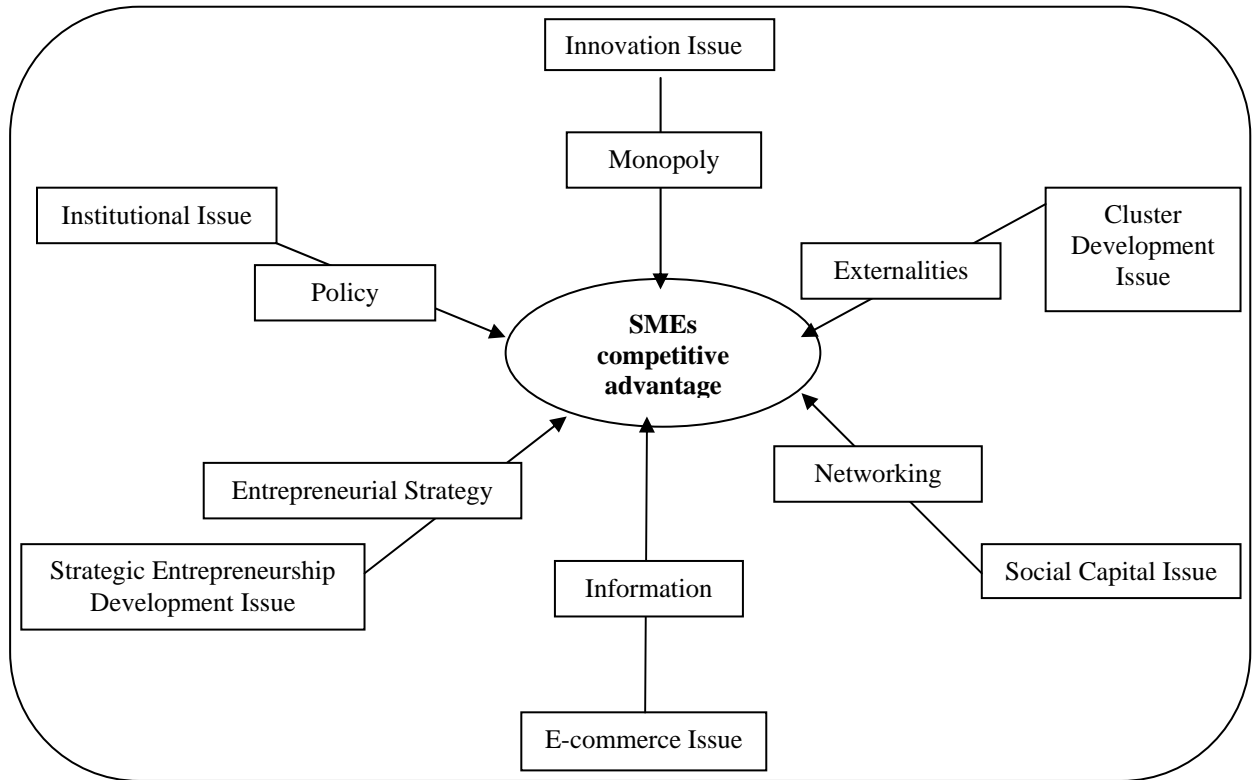 Innovation Issue
Monopoly
Institutional Issue
Policy
Cluster
Development
Issue
Externalities
SMEs
competitive
advantage
Entrepreneurial Strategy
Strategic Entrepreneurship
Development Issue
Networking
Social Capital Issue
Information
E-commerce Issue